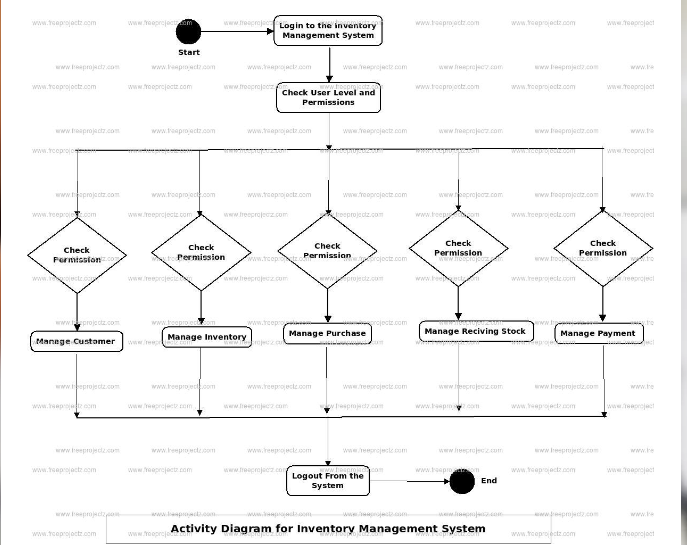 Login to the Inventory
Management System
Start
Check User Level and
Permissions
Check
Permission
Check
Permission
Check
Permission
Check
Permission
Check
Permission
Manage Customer
Manage Inventory
Manage Purchase
Manage Reciving Stock
Manage Payment
Logout From the
System
End
Activity Diagram for Inventory Management System
www.freeprojectz.com